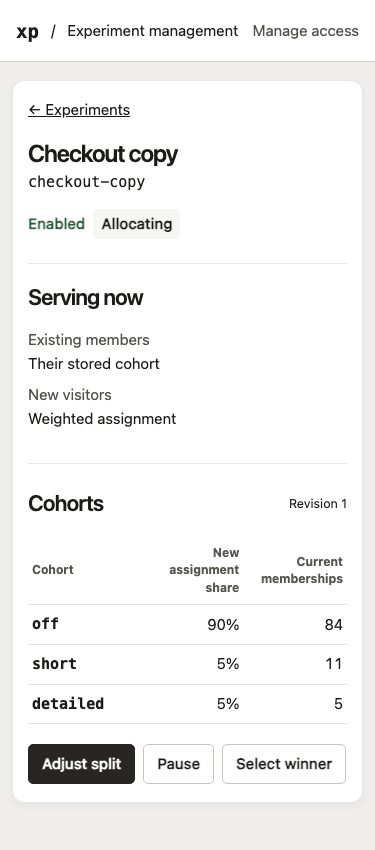 xp / Experiment management Manage access
← Experiments
Checkout copy
checkout-copy
Enabled Allocating
Serving now
Existing members
Their stored cohort
New visitors
Weighted assignment
Cohorts Revision 1
Cohort New assignment share Current memberships
off 90% 84
short 5% 11
detailed 5% 5
Adjust split Pause Select winner